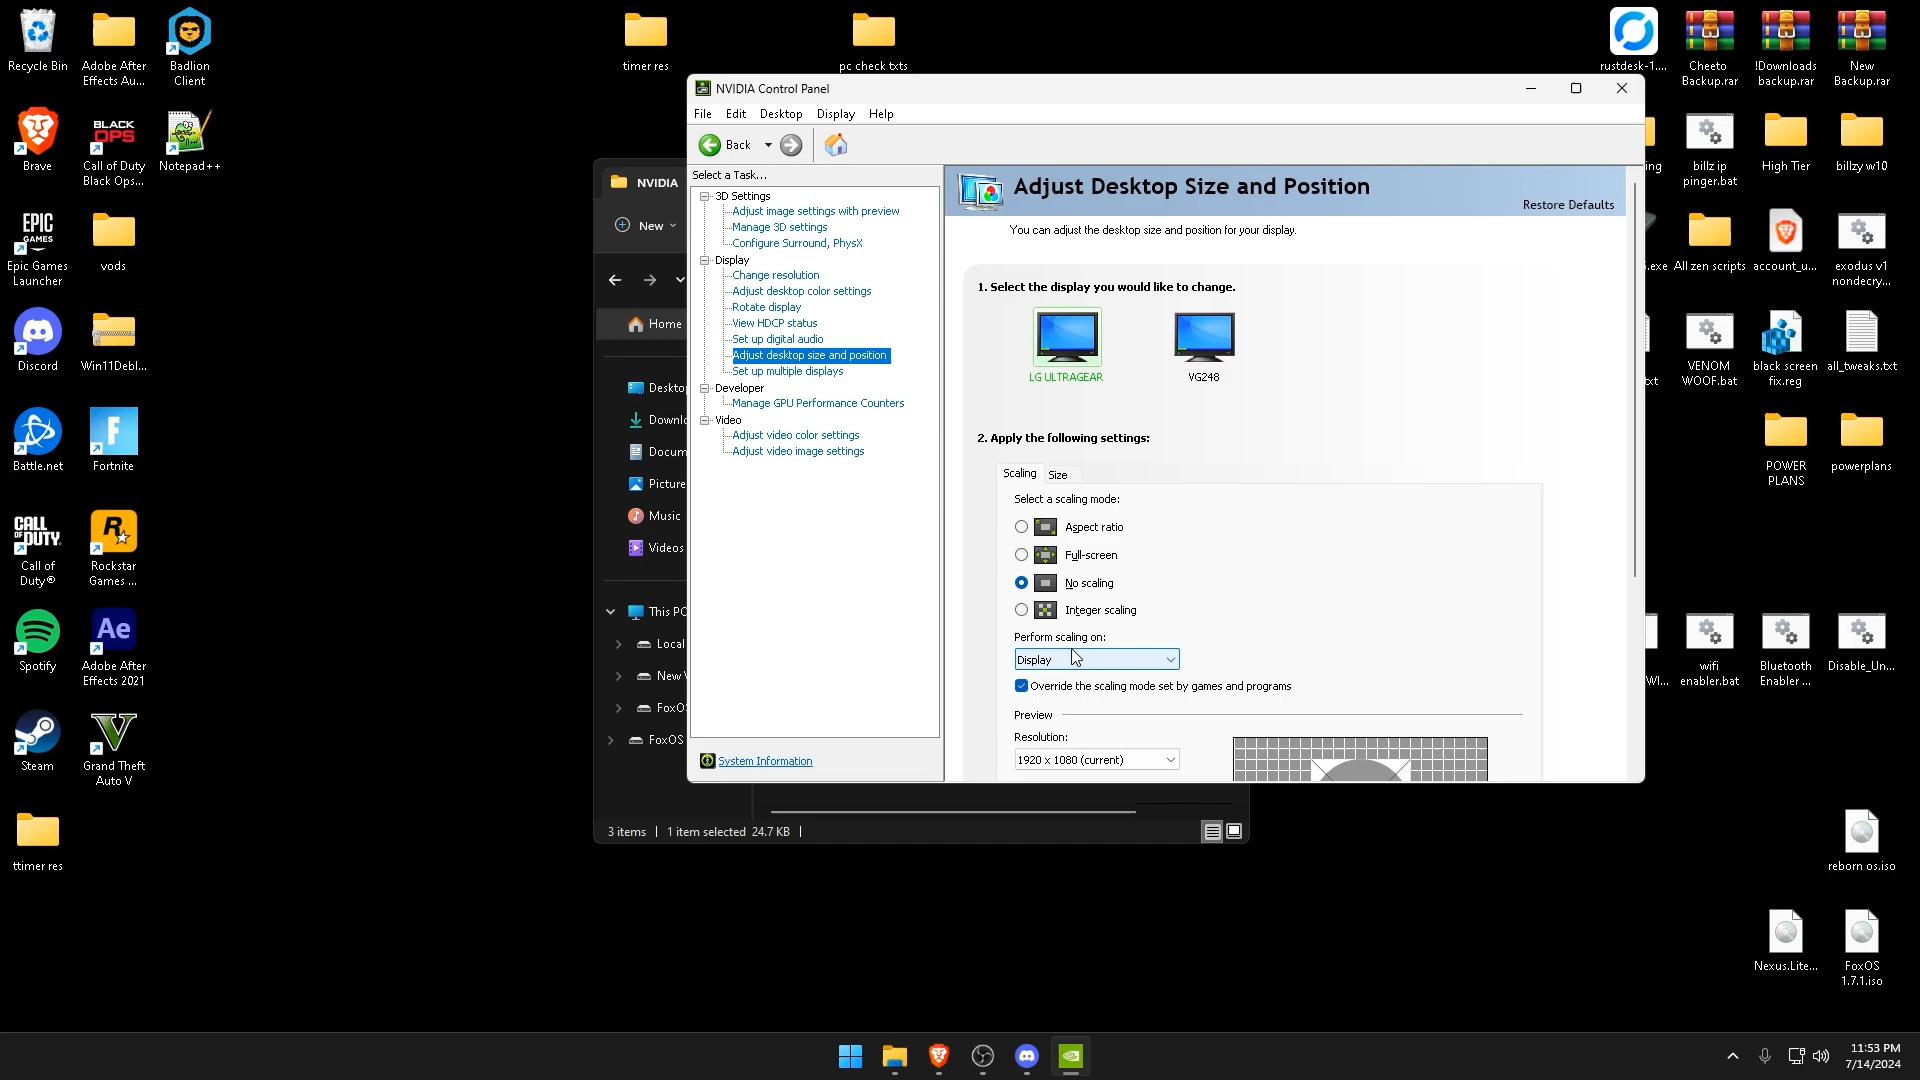 Recycle Bin
Adobe After
Effects Au...
Badlion
Client
timer res
pc check txts
rustdesk-1....
Cheeto
Backup.rar
!Downloads
backup.rar
New
Backup.rar
Brave
BLACK
OPS
Call of Duty
Black Ops...
Notepad++
billz ip
pinger.bat
High Tier
billzy w10
EPIC
GAMES
Epic Games
Launcher
vods
All zen scripts
account_u...
exodus v1
nondecry...
Discord
Win11Debl...
VENOM
WOOF.bat
black screen
fix.reg
all_tweaks.txt
Battle.net
Fortnite
POWER
PLANS
powerplans
CALL
OF DUTY
Call of
Duty®
Rockstar
Games ...
Spotify
Ae
Adobe After
Effects 2021
wifi
enabler.bat
Bluetooth
Enabler ...
Disable_Un...
Steam
Grand Theft
Auto V
ttimer res
reborn os.iso
Nexus.Lite...
FoxOS
1.7.1.iso
NVIDIA
New
Home
Deskto
Downlo
Docum
Picture
Music
Videos
This PC
Local
New
FoxO
FoxOS
3 items
1 item selected 24.7 KB
NVIDIA Control Panel
File Edit Desktop Display Help
Back
Select a Task...
3D Settings
Adjust image settings with preview
Manage 3D settings
Configure Surround, PhysX
Display
Change resolution
Adjust desktop color settings
Rotate display
View HDCP status
Set up digital audio
Adjust desktop size and position
Set up multiple displays
Developer
Manage GPU Performance Counters
Video
Adjust video color settings
Adjust video image settings
System Information
Adjust Desktop Size and Position
Restore Defaults
You can adjust the desktop size and position for your display.
1. Select the display you would like to change.
LG ULTRAGEAR
VG248
2. Apply the following settings:
Scaling Size
Select a scaling mode:
Aspect ratio
Full-screen
No scaling
Integer scaling
Perform scaling on:
Display
Override the scaling mode set by games and programs
Preview
Resolution:
1920 x 1080 (current)
11:53 PM
7/14/2024